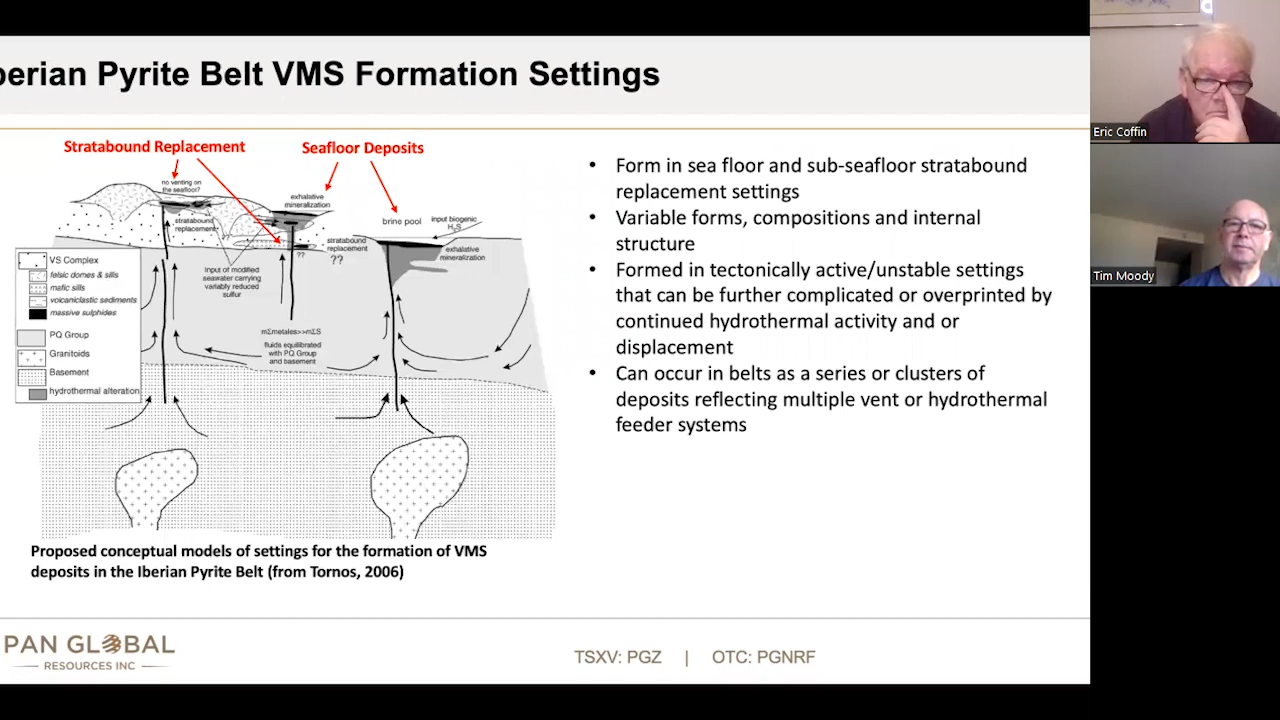 berian Pyrite Belt VMS Formation Settings
Stratabound Replacement
Seafloor Deposits
no venting on
the seafloor?
exhalative
mineralization
stratabound
replacement
brine pool
input biogenic
H2S
stratabound
replacement
??
??
exhalative
mineralization
Input of modified
seawater carrying
variably reduced
sulfur
mΣmetales>>mΣS
fluids equilibrated
with PQ Group
and basement
VS Complex
felsic domes & sills
mafic sills
volcaniclastic sediments
massive sulphides
PQ Group
Granitoids
Basement
hydrothermal alteration
Proposed conceptual models of settings for the formation of VMS
deposits in the Iberian Pyrite Belt (from Tornos, 2006)
• Form in sea floor and sub-seafloor stratabound
replacement settings
• Variable forms, compositions and internal
structure
• Formed in tectonically active/unstable settings
that can be further complicated or overprinted by
continued hydrothermal activity and or
displacement
• Can occur in belts as a series or clusters of
deposits reflecting multiple vent or hydrothermal
feeder systems
PAN GLOBAL
RESOURCES INC
TSXV: PGZ | OTC: PGNRF
Eric Coffin
Tim Moody